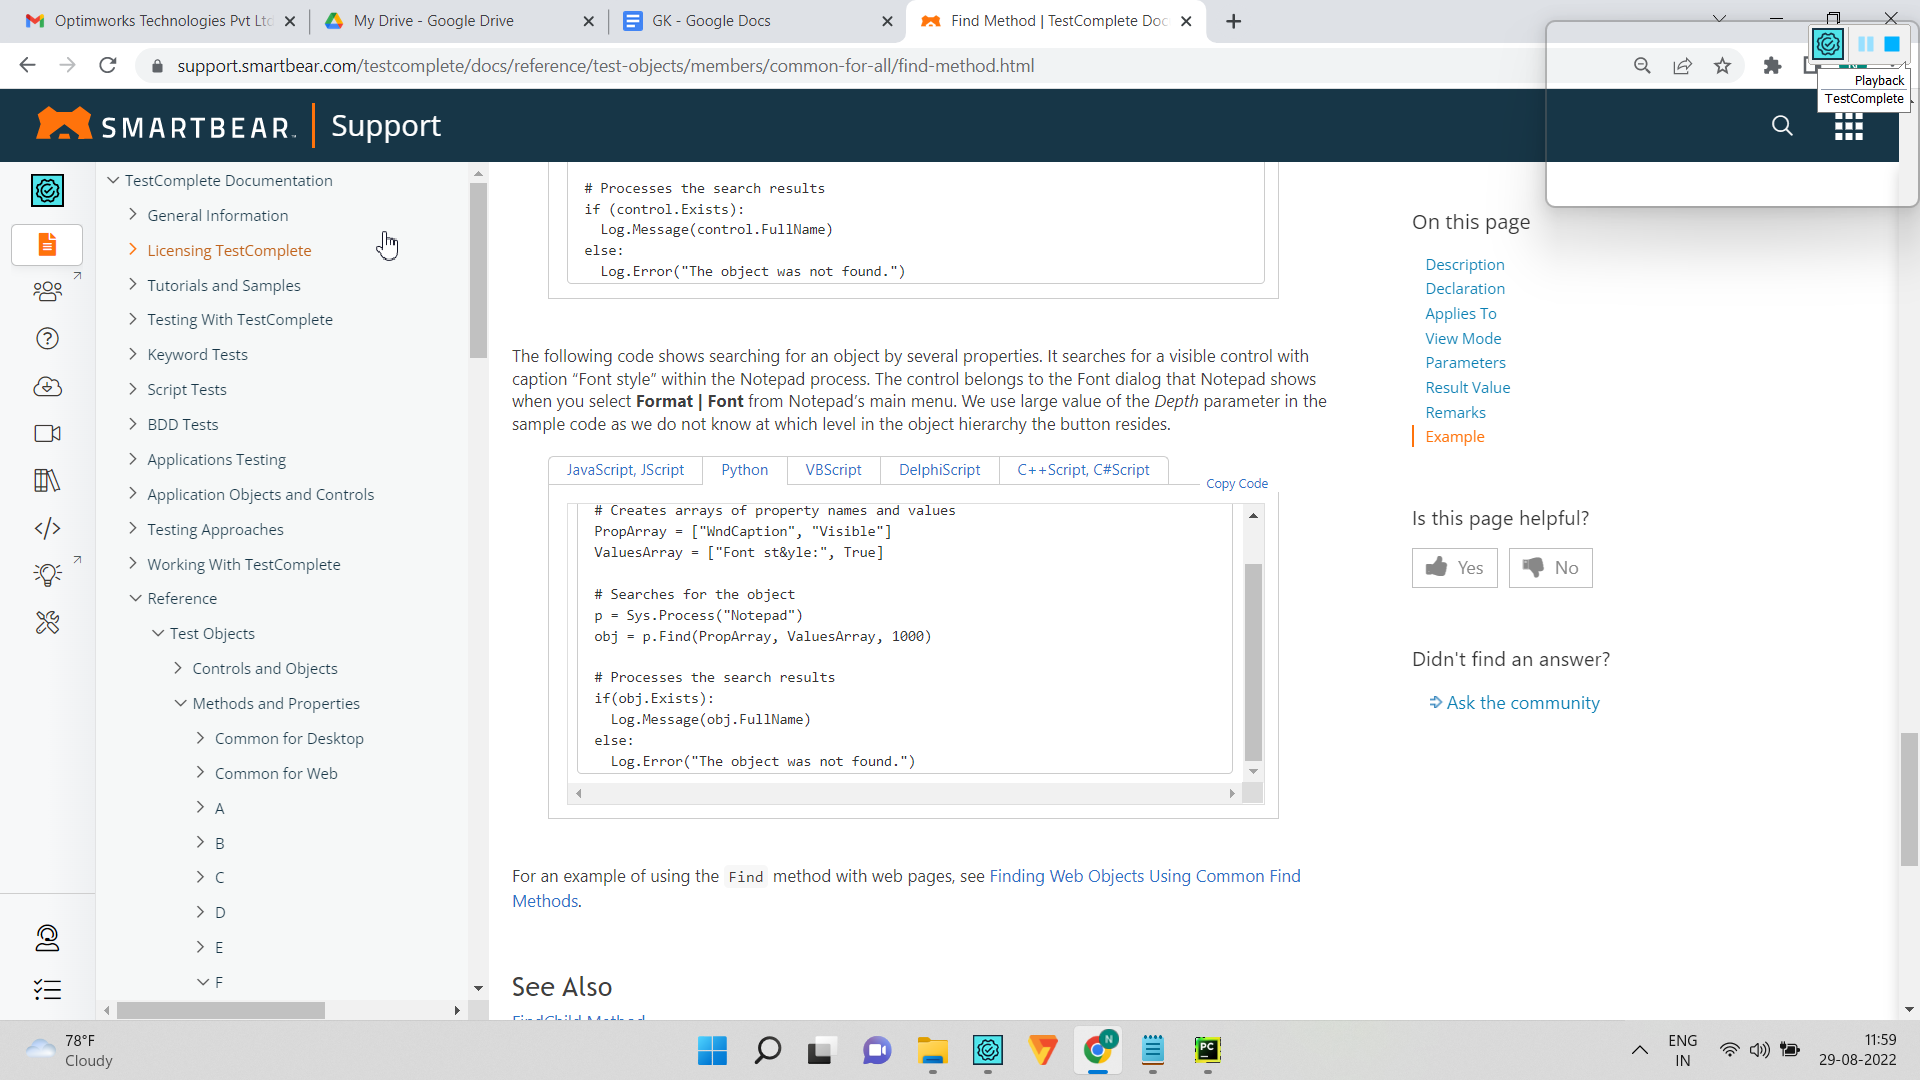 Optimworks Technologies Pvt Ltd
My Drive - Google Drive
GK - Google Docs
Find Method | TestComplete Doc
support.smartbear.com/testcomplete/docs/reference/test-objects/members/common-for-all/find-method.html
Playback
TestComplete
SMARTBEAR Support
TestComplete Documentation
General Information
Licensing TestComplete
Tutorials and Samples
Testing With TestComplete
Keyword Tests
Script Tests
BDD Tests
Applications Testing
Application Objects and Controls
Testing Approaches
Working With TestComplete
Reference
Test Objects
Controls and Objects
Methods and Properties
Common for Desktop
Common for Web
A
B
C
D
E
F
# Processes the search results
if (control.Exists):
Log.Message(control.FullName)
else:
Log.Error("The object was not found.")
The following code shows searching for an object by several properties. It searches for a visible control with
caption “Font style” within the Notepad process. The control belongs to the Font dialog that Notepad shows
when you select Format | Font from Notepad’s main menu. We use large value of the Depth parameter in the
sample code as we do not know at which level in the object hierarchy the button resides.
JavaScript, JScript Python VBScript DelphiScript C++Script, C#Script
Copy Code
# Creates arrays of property names and values
PropArray = ["WndCaption", "Visible"]
ValuesArray = ["Font st&yle:", True]
# Searches for the object
p = Sys.Process("Notepad")
obj = p.Find(PropArray, ValuesArray, 1000)
# Processes the search results
if(obj.Exists):
Log.Message(obj.FullName)
else:
Log.Error("The object was not found.")
For an example of using the Find method with web pages, see Finding Web Objects Using Common Find
Methods.
See Also
FindChild Method
On this page
Description
Declaration
Applies To
View Mode
Parameters
Result Value
Remarks
Example
Is this page helpful?
Yes No
Didn't find an answer?
Ask the community
78°F
Cloudy
N
PC
ENG
IN
11:59
29-08-2022